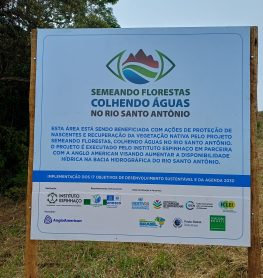 SEMEANDO FLORESTAS
COLHENDO ÁGUAS
NO RIO SANTO ANTÔNIO
ESTA ÁREA ESTÁ SENDO BENEFICIADA COM AÇÕES DE PROTEÇÃO DE
NASCENTES E RECUPERAÇÃO DA VEGETAÇÃO NATIVA PELO PROJETO
SEMEANDO FLORESTAS, COLHENDO ÁGUAS NO RIO SANTO ANTÔNIO.
O PROJETO É EXECUTADO PELO INSTITUTO ESPINHAÇO EM PARCERIA
COM A ANGLO AMERICAN VISANDO AUMENTAR A DISPONIBILIDADE
HÍDRICA NA BACIA HIDROGRÁFICA DO RIO SANTO ANTÔNIO.
IMPLEMENTAÇÃO DOS 17 OBJETIVOS DE DESENVOLVIMENTO SUSTENTÁVEL E DA AGENDA 2030
INSTITUTO
ESPINHAÇO
AngloAmerican